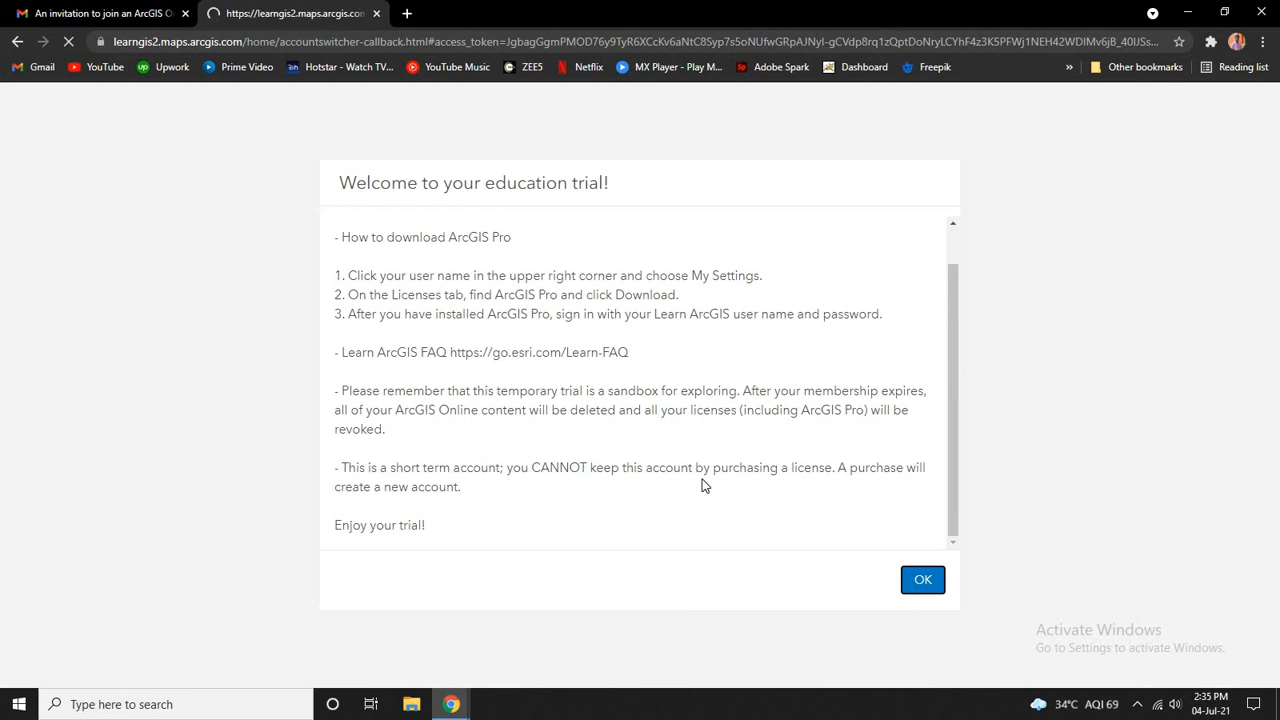 An invitation to join an ArcGIS O
https://learngis2.maps.arcgis.con
learngis2.maps.arcgis.com/home/accountswitcher-callback.html#access_token=JgbagGgmPMOD76y9TyR6XCcKv6aNtC8Syp7s5oNUfwGRpAJNyI-gCVdp8rq1zQptDoNryLCYhF4z3K5PFWj1NEH42WDlMv6j8_40IJSs...
Gmail
YouTube
Upwork
Prime Video
Hotstar - Watch TV...
YouTube Music
ZEE5
Netflix
MX Player - Play M...
Adobe Spark
Dashboard
Freepik
»
Other bookmarks
Reading list
Welcome to your education trial!
- How to download ArcGIS Pro
1. Click your user name in the upper right corner and choose My Settings.
2. On the Licenses tab, find ArcGIS Pro and click Download.
3. After you have installed ArcGIS Pro, sign in with your Learn ArcGIS user name and password.
- Learn ArcGIS FAQ https://go.esri.com/Learn-FAQ
- Please remember that this temporary trial is a sandbox for exploring. After your membership expires,
all of your ArcGIS Online content will be deleted and all your licenses (including ArcGIS Pro) will be
revoked.
- This is a short term account; you CANNOT keep this account by purchasing a license. A purchase will
create a new account.
Enjoy your trial!
OK
Activate Windows
Go to Settings to activate Windows.
Type here to search
34°C AQI 69
2:35 PM
04-Jul-21